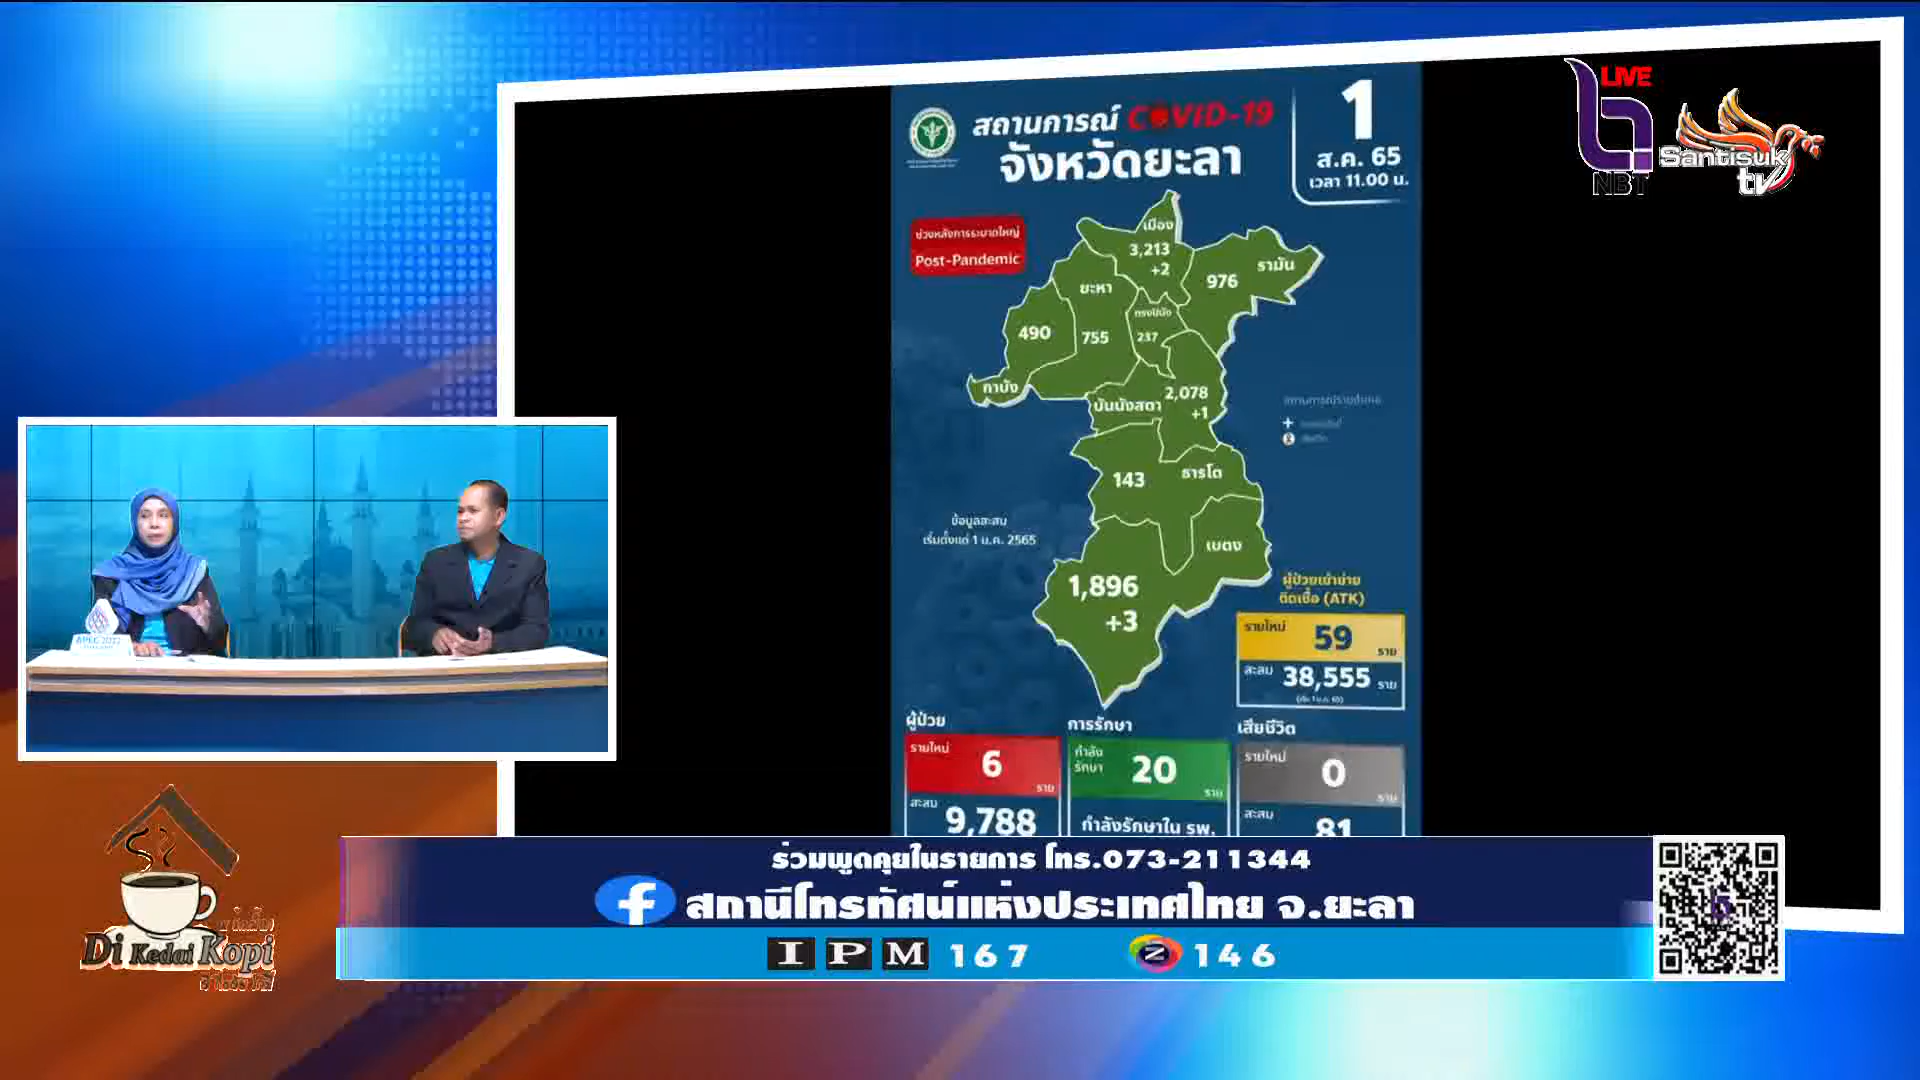 LIVE
NBT
Santisuk
tv
สถานการณ์ COVID-19
จังหวัดยะลา
1
ส.ค. 65
เวลา 11.00 น.
ช่วงหลังการระบาดใหญ่
Post-Pandemic
เมือง
3,213
+2
รามัน
976
ยะหา
755
กรงปินัง
237
490
กาบัง
บันนังสตา
2,078
+1
143
ธารโต
เบตง
1,896
+3
ข้อมูลสะสม
เริ่มตั้งแต่ 1 ม.ค. 2565
ผู้ป่วยเข้าข่าย
ติดเชื้อ (ATK)
รายใหม่ 59 ราย
สะสม 38,555 ราย
ผู้ป่วย
รายใหม่ 6 ราย
สะสม 9,788
การรักษา
กำลังรักษา 20 ราย
กำลังรักษาใน รพ.
เสียชีวิต
รายใหม่ 0 ราย
สะสม 81
APEC 2022
ร่วมพูดคุยในรายการ โทร.073-211344
สถานีโทรทัศน์แห่งประเทศไทย จ.ยะลา
IPM 167
Z 146
Di Kedai Kopi